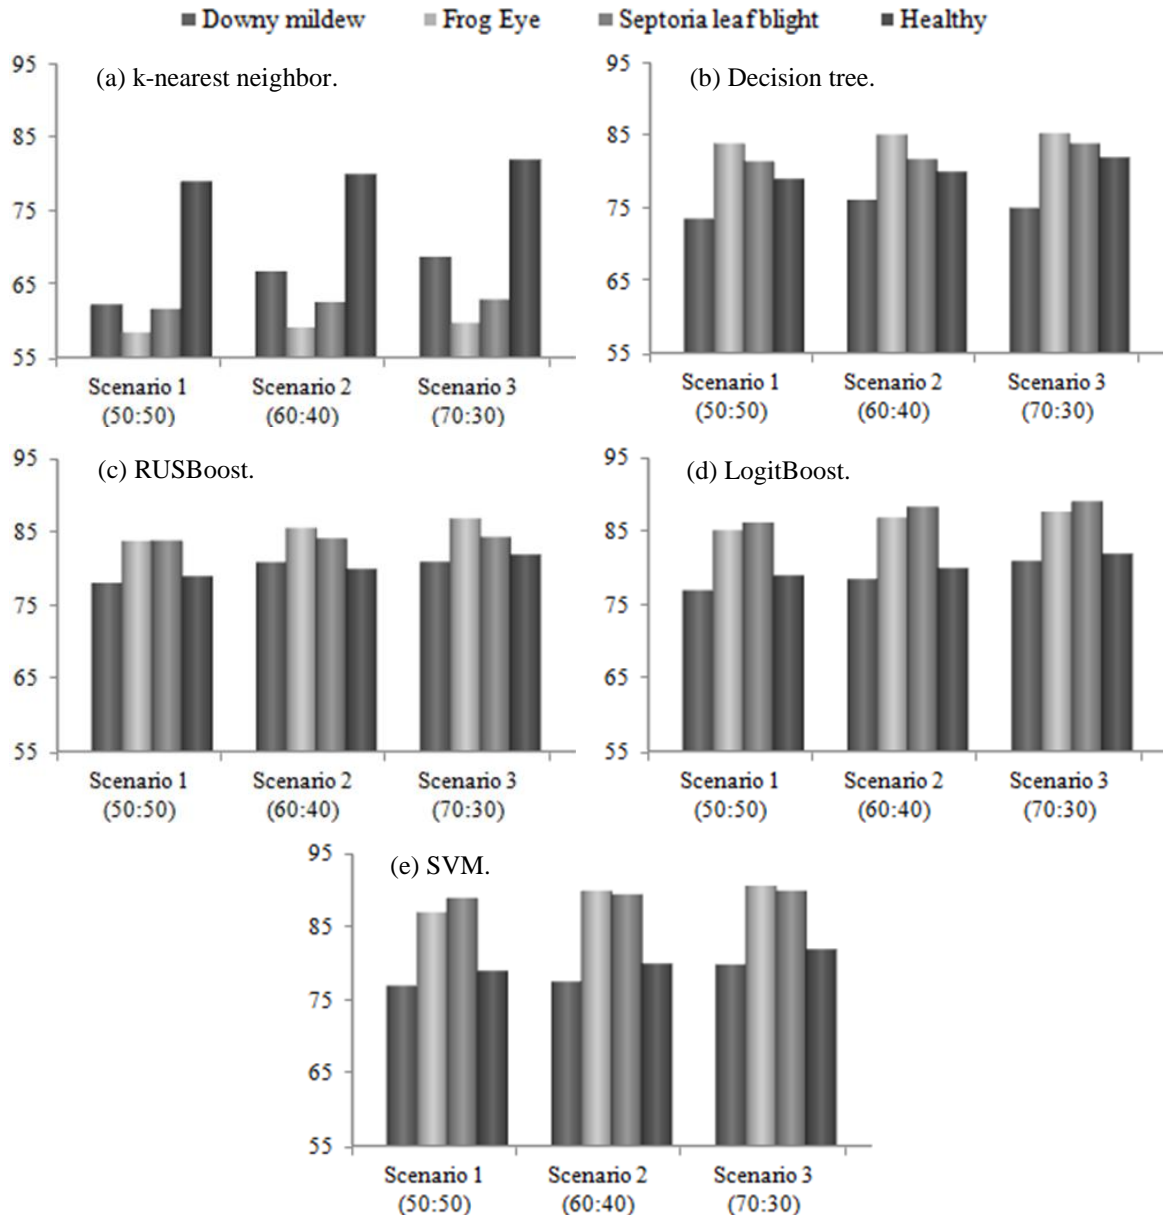 Downy mildew Frog Eye Septoria leaf blight Healthy
(a) k-nearest neighbor.
95
85
75
65
55
Scenario 1 Scenario 2 Scenario 3
(50:50) (60:40) (70:30)
(b) Decision tree.
95
85
75
65
55
Scenario 1 Scenario 2 Scenario 3
(50:50) (60:40) (70:30)
(c) RUSBoost.
95
85
75
65
55
Scenario 1 Scenario 2 Scenario 3
(50:50) (60:40) (70:30)
(d) LogitBoost.
95
85
75
65
55
Scenario 1 Scenario 2 Scenario 3
(50:50) (60:40) (70:30)
(e) SVM.
95
85
75
65
55
Scenario 1 Scenario 2 Scenario 3
(50:50) (60:40) (70:30)